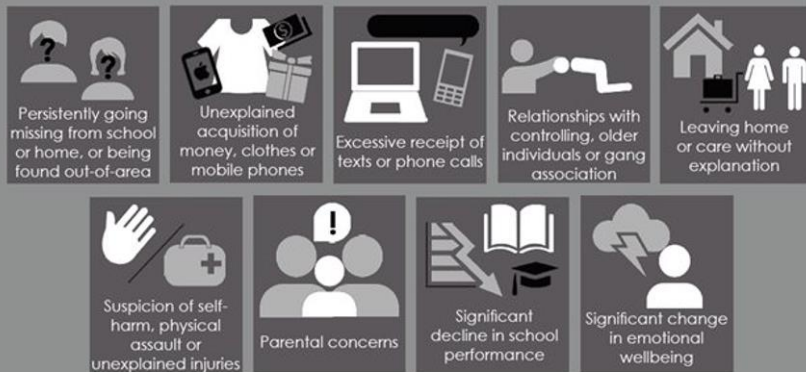 ? ?
Persistently going
missing from school
or home, or being
found out-of-area
$
Unexplained
acquisition of
money, clothes or
mobile phones
Excessive receipt of
texts or phone calls
Relationships with
controlling, older
individuals or gang
association
Leaving home
or care without
explanation
Suspicion of self-
harm, physical
assault or
unexplained injuries
!
Parental concerns
Significant
decline in school
performance
Significant change
in emotional
wellbeing